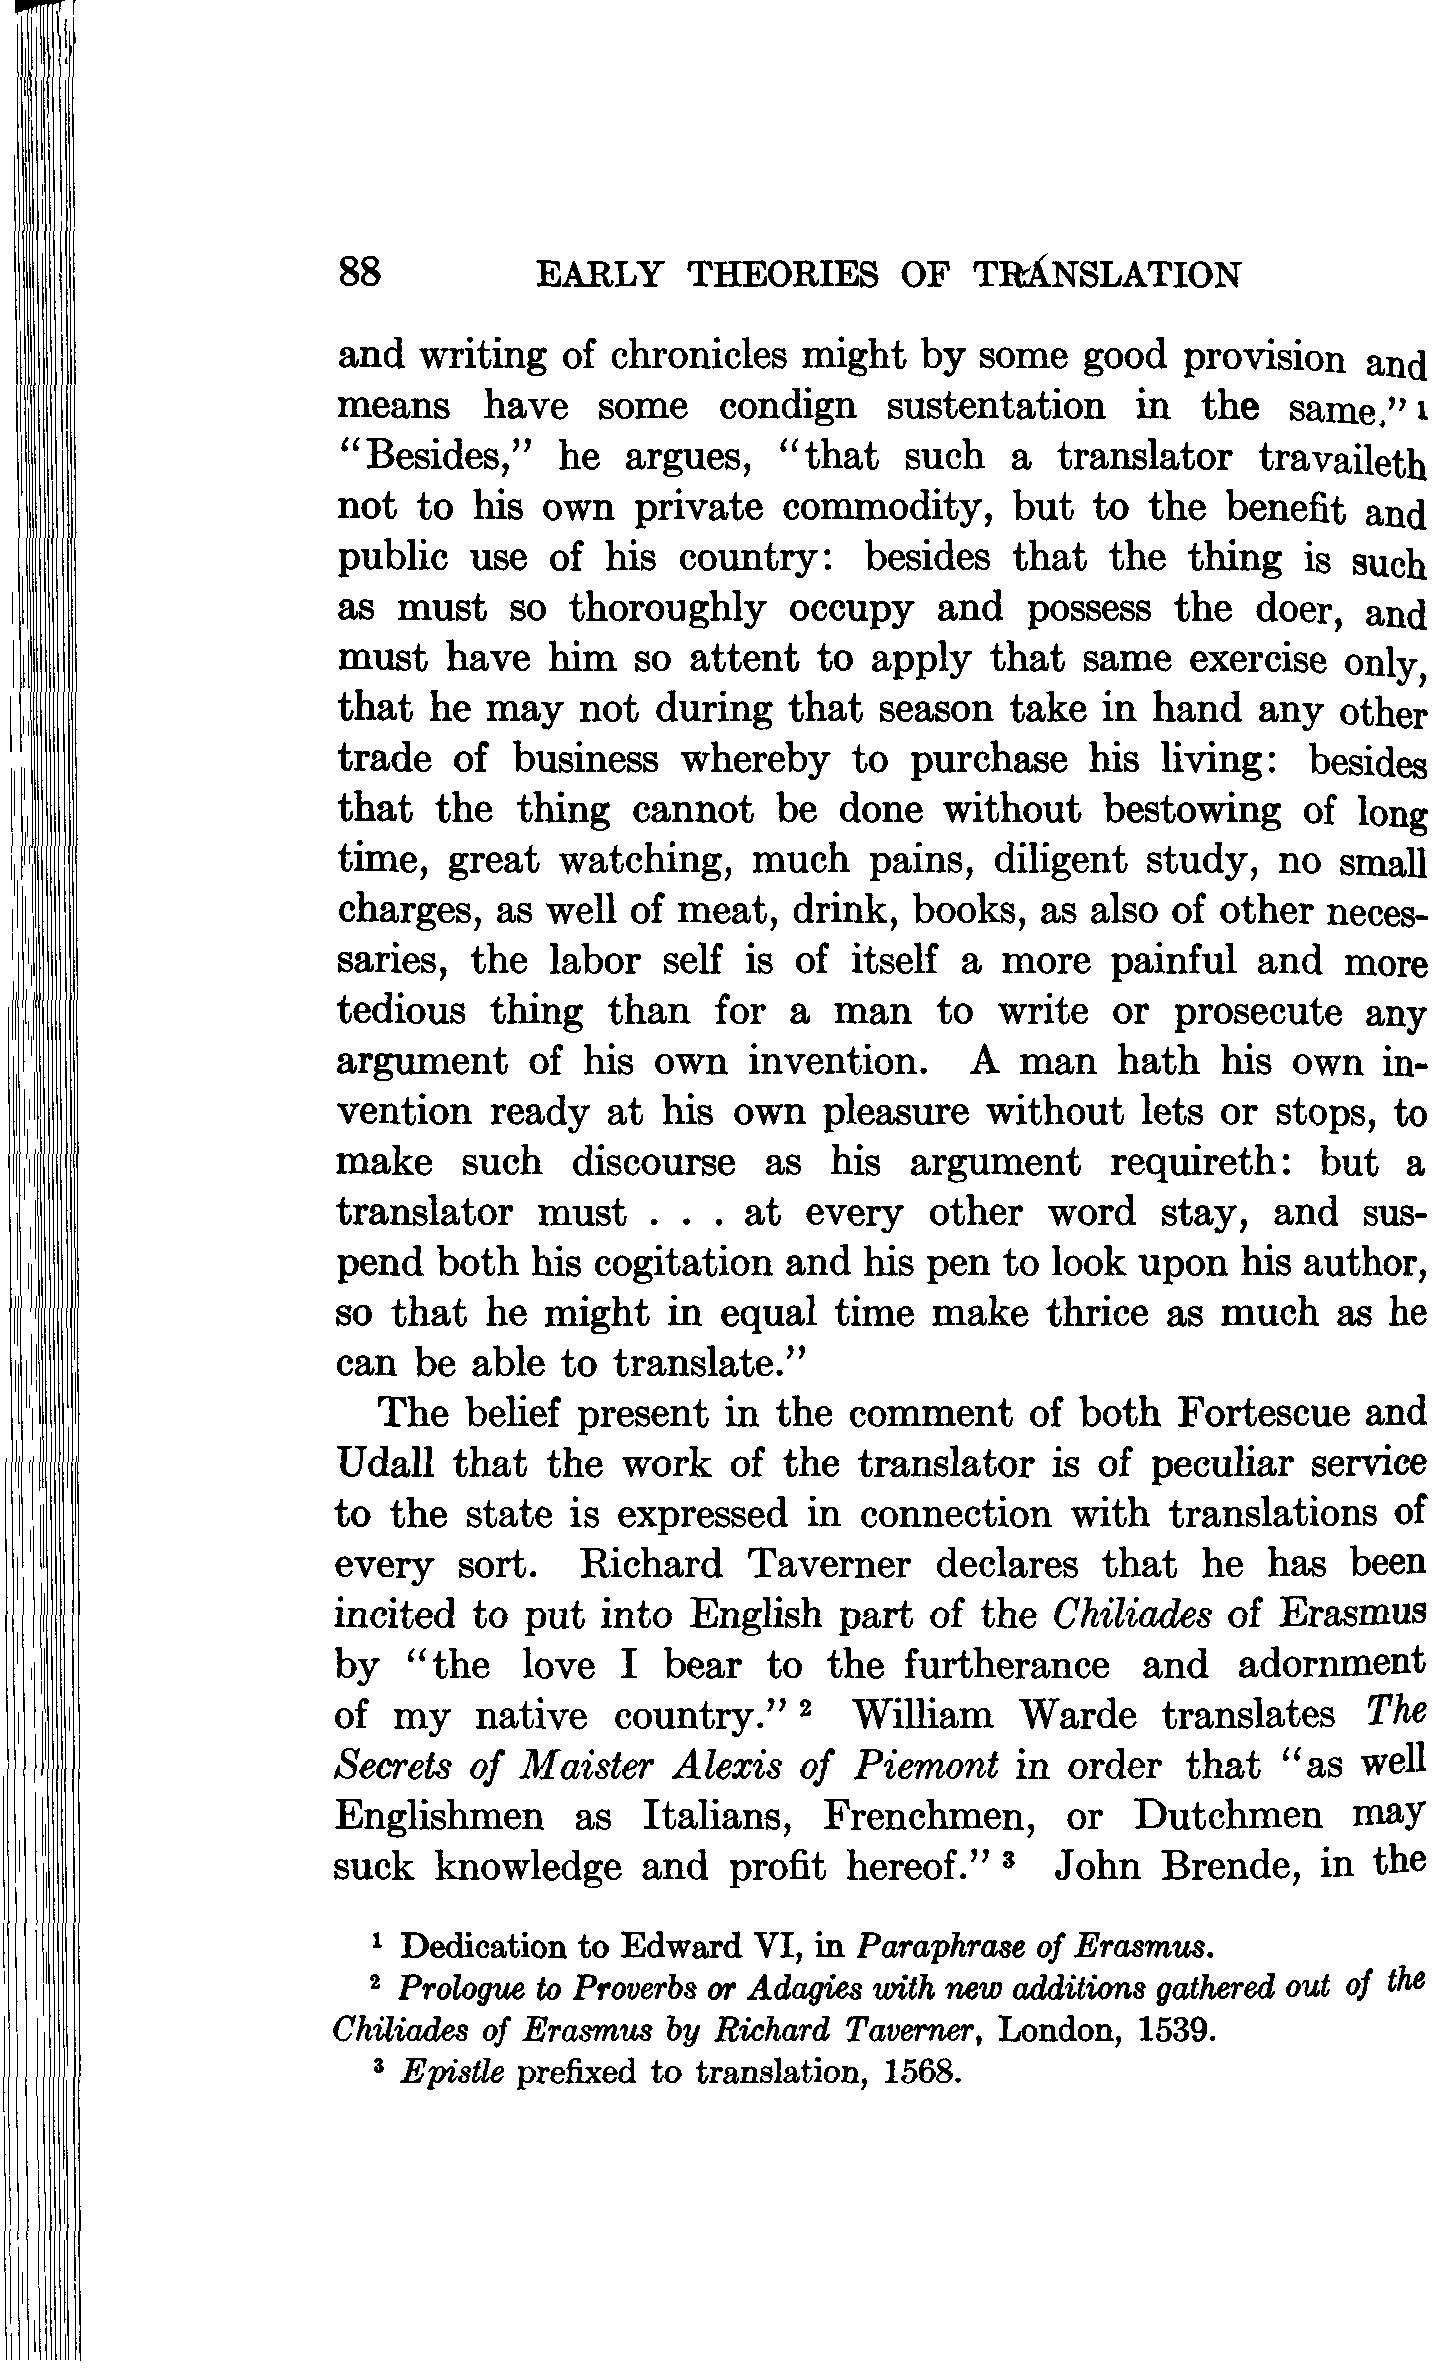 88 EARLY THEORIES OF TRANSLATION
and writing of chronicles might by some good provision and
means have some condign sustentation in the same." 1
"Besides," he argues, "that such a translator travaileth
not to his own private commodity, but to the benefit and
public use of his country: besides that the thing is such
as must so thoroughly occupy and possess the doer, and
must have him so attent to apply that same exercise only,
that he may not during that season take in hand any other
trade of business whereby to purchase his living: besides
that the thing cannot be done without bestowing of long
time, great watching, much pains, diligent study, no small
charges, as well of meat, drink, books, as also of other neces-
saries, the labor self is of itself a more painful and more
tedious thing than for a man to write or prosecute any
argument of his own invention. A man hath his own in-
vention ready at his own pleasure without lets or stops, to
make such discourse as his argument requireth: but a
translator must . . . at every other word stay, and sus-
pend both his cogitation and his pen to look upon his author,
so that he might in equal time make thrice as much as he
can be able to translate."
The belief present in the comment of both Fortescue and
Udall that the work of the translator is of peculiar service
to the state is expressed in connection with translations of
every sort. Richard Taverner declares that he has been
incited to put into English part of the Chiliades of Erasmus
by "the love I bear to the furtherance and adornment
of my native country." 2 William Warde translates The
Secrets of Maister Alexis of Piemont in order that "as well
Englishmen as Italians, Frenchmen, or Dutchmen may
suck knowledge and profit hereof." 3 John Brende, in the
1 Dedication to Edward VI, in Paraphrase of Erasmus.
2 Prologue to Proverbs or Adagies with new additions gathered out of the
Chiliades of Erasmus by Richard Taverner, London, 1539.
3 Epistle prefixed to translation, 1568.